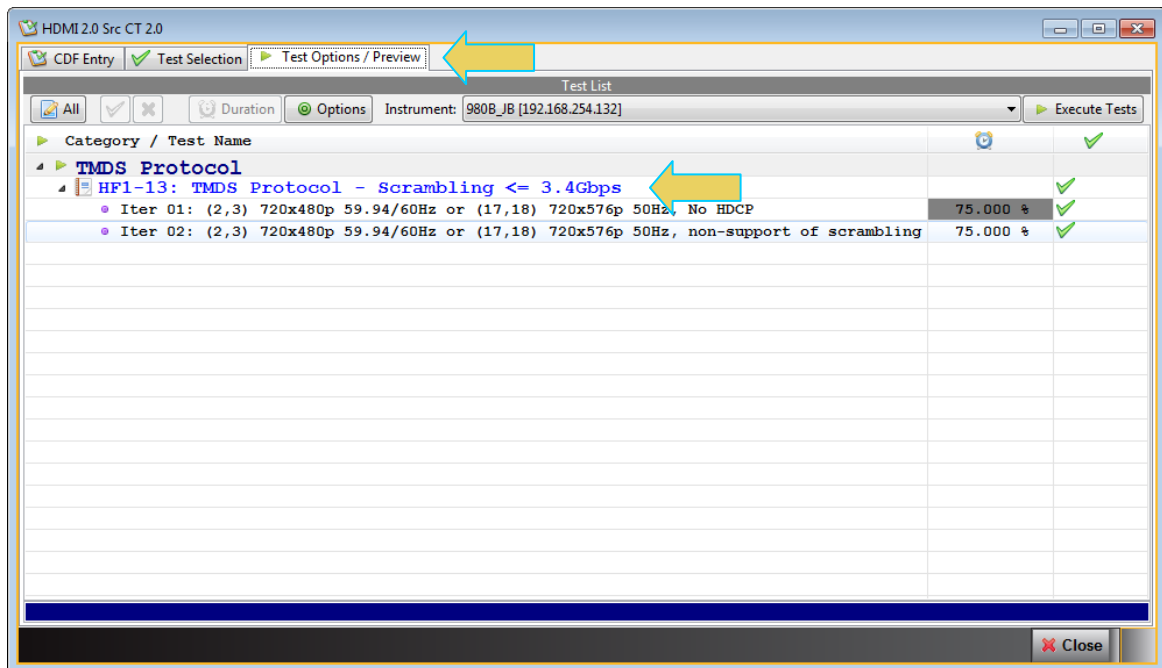 HDMI 2.0 Src CT 2.0
CDF Entry Test Selection Test Options / Preview
Test List
All Duration Options Instrument: 980B_JB [192.168.254.132] Execute Tests
Category / Test Name
TMDS Protocol
HF1-13: TMDS Protocol - Scrambling <= 3.4Gbps
Iter 01: (2,3) 720x480p 59.94/60Hz or (17,18) 720x576p 50Hz, No HDCP 75.000 %
Iter 02: (2,3) 720x480p 59.94/60Hz or (17,18) 720x576p 50Hz, non-support of scrambling 75.000 %
Close